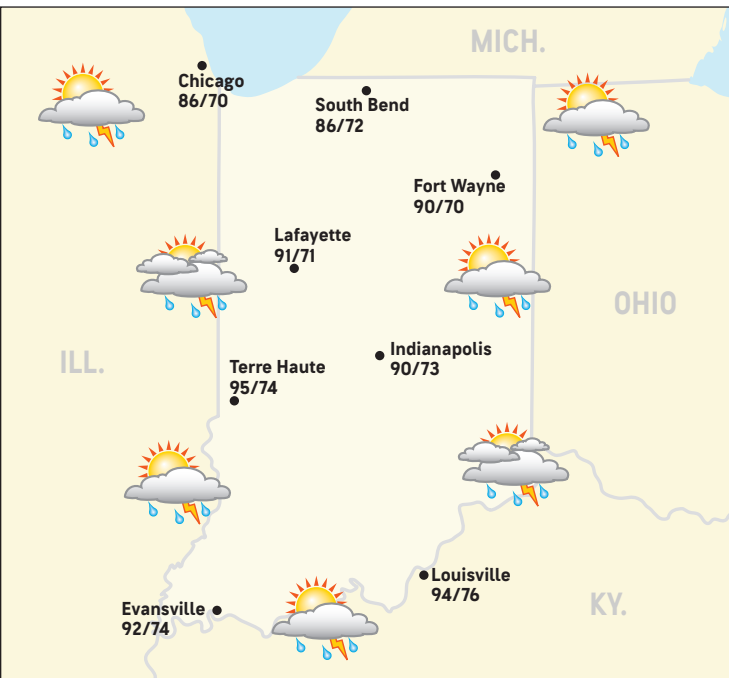 MICH.
Chicago
86/70
South Bend
86/72
Fort Wayne
90/70
Lafayette
91/71
OHIO
Indianapolis
90/73
ILL.
Terre Haute
95/74
Louisville
94/76
KY.
Evansville
92/74